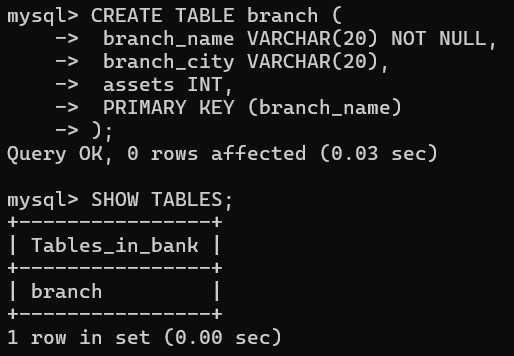 mysql> CREATE TABLE branch (
    ->  branch_name VARCHAR(20) NOT NULL,
    ->  branch_city VARCHAR(20),
    ->  assets INT,
    ->  PRIMARY KEY (branch_name)
    -> );
Query OK, 0 rows affected (0.03 sec)

mysql> SHOW TABLES;
+----------------+
| Tables_in_bank |
+----------------+
| branch         |
+----------------+
1 row in set (0.00 sec)